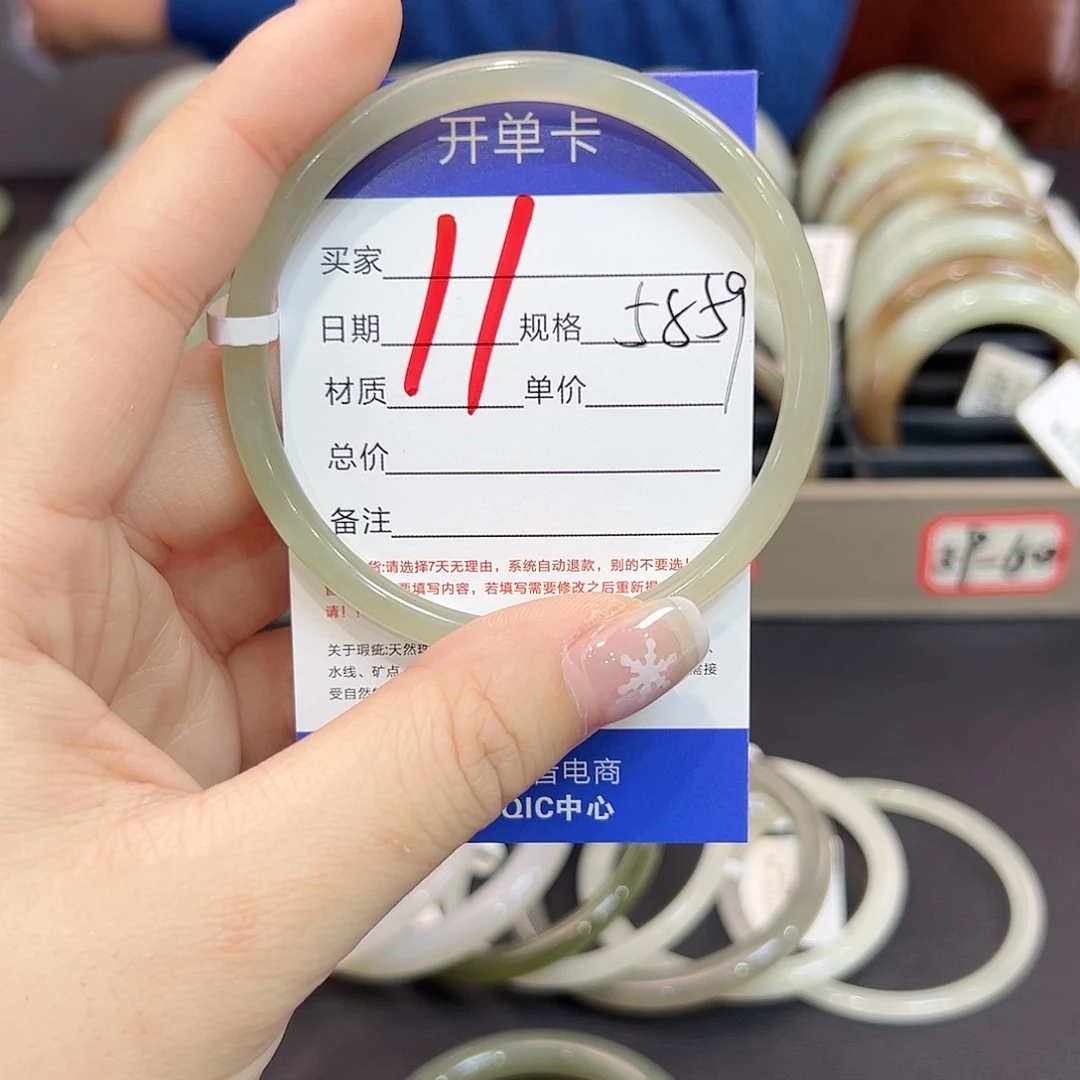 开单卡
买家
11
日期 规格 5859
材质 单价
总价
备注
货:请选择7天无理由，系统自动退款，别的不要选！
要填写内容，若填写需要修改之后重新提
请！
关于瑕疵:天然
水线、矿点 接
受自然
音电商
QIC中心